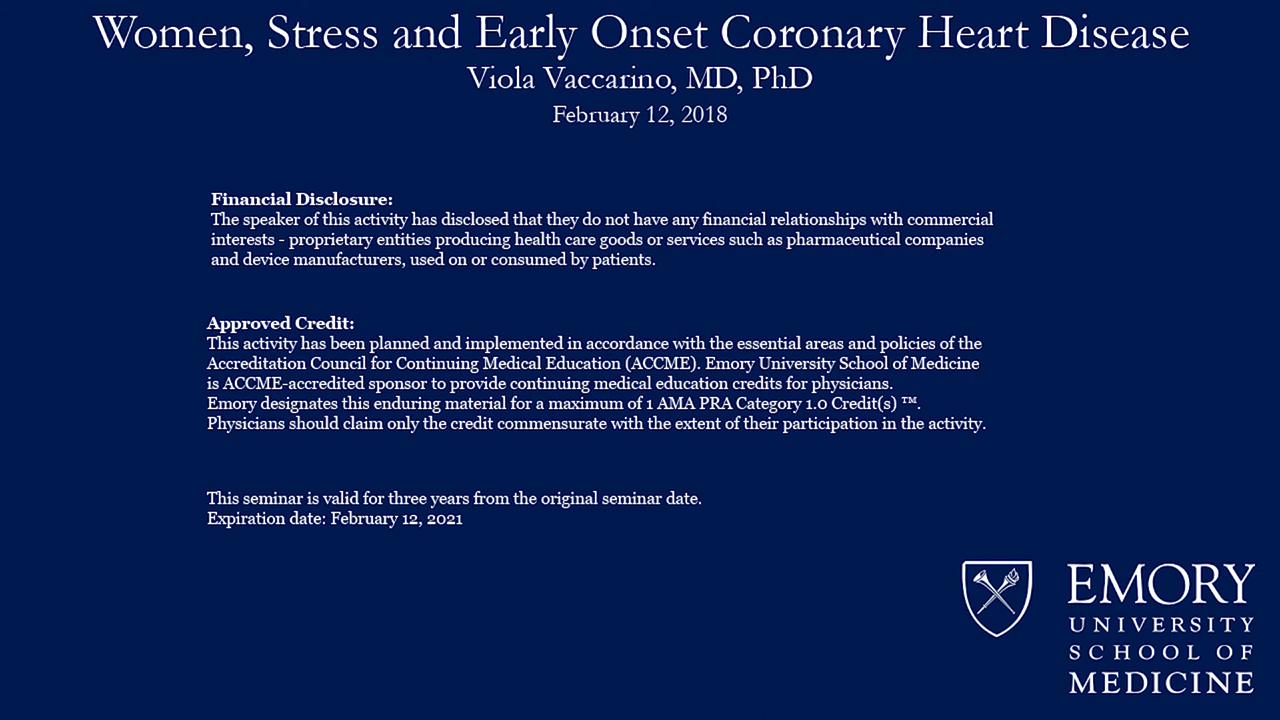 Women, Stress and Early Onset Coronary Heart Disease
Viola Vaccarino, MD, PhD
February 12, 2018
Financial Disclosure:
The speaker of this activity has disclosed that they do not have any financial relationships with commercial
interests - proprietary entities producing health care goods or services such as pharmaceutical companies
and device manufacturers, used on or consumed by patients.
Approved Credit:
This activity has been planned and implemented in accordance with the essential areas and policies of the
Accreditation Council for Continuing Medical Education (ACCME). Emory University School of Medicine
is ACCME-accredited sponsor to provide continuing medical education credits for physicians.
Emory designates this enduring material for a maximum of 1 AMA PRA Category 1.0 Credit(s) ™.
Physicians should claim only the credit commensurate with the extent of their participation in the activity.
This seminar is valid for three years from the original seminar date.
Expiration date: February 12, 2021
EMORY
UNIVERSITY
SCHOOL OF
MEDICINE